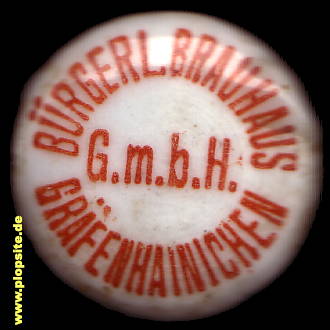 BÜRGERL. BRAUHAUS
G.m.b.H.
GRÄFENHAINICHEN
www.plopsite.de